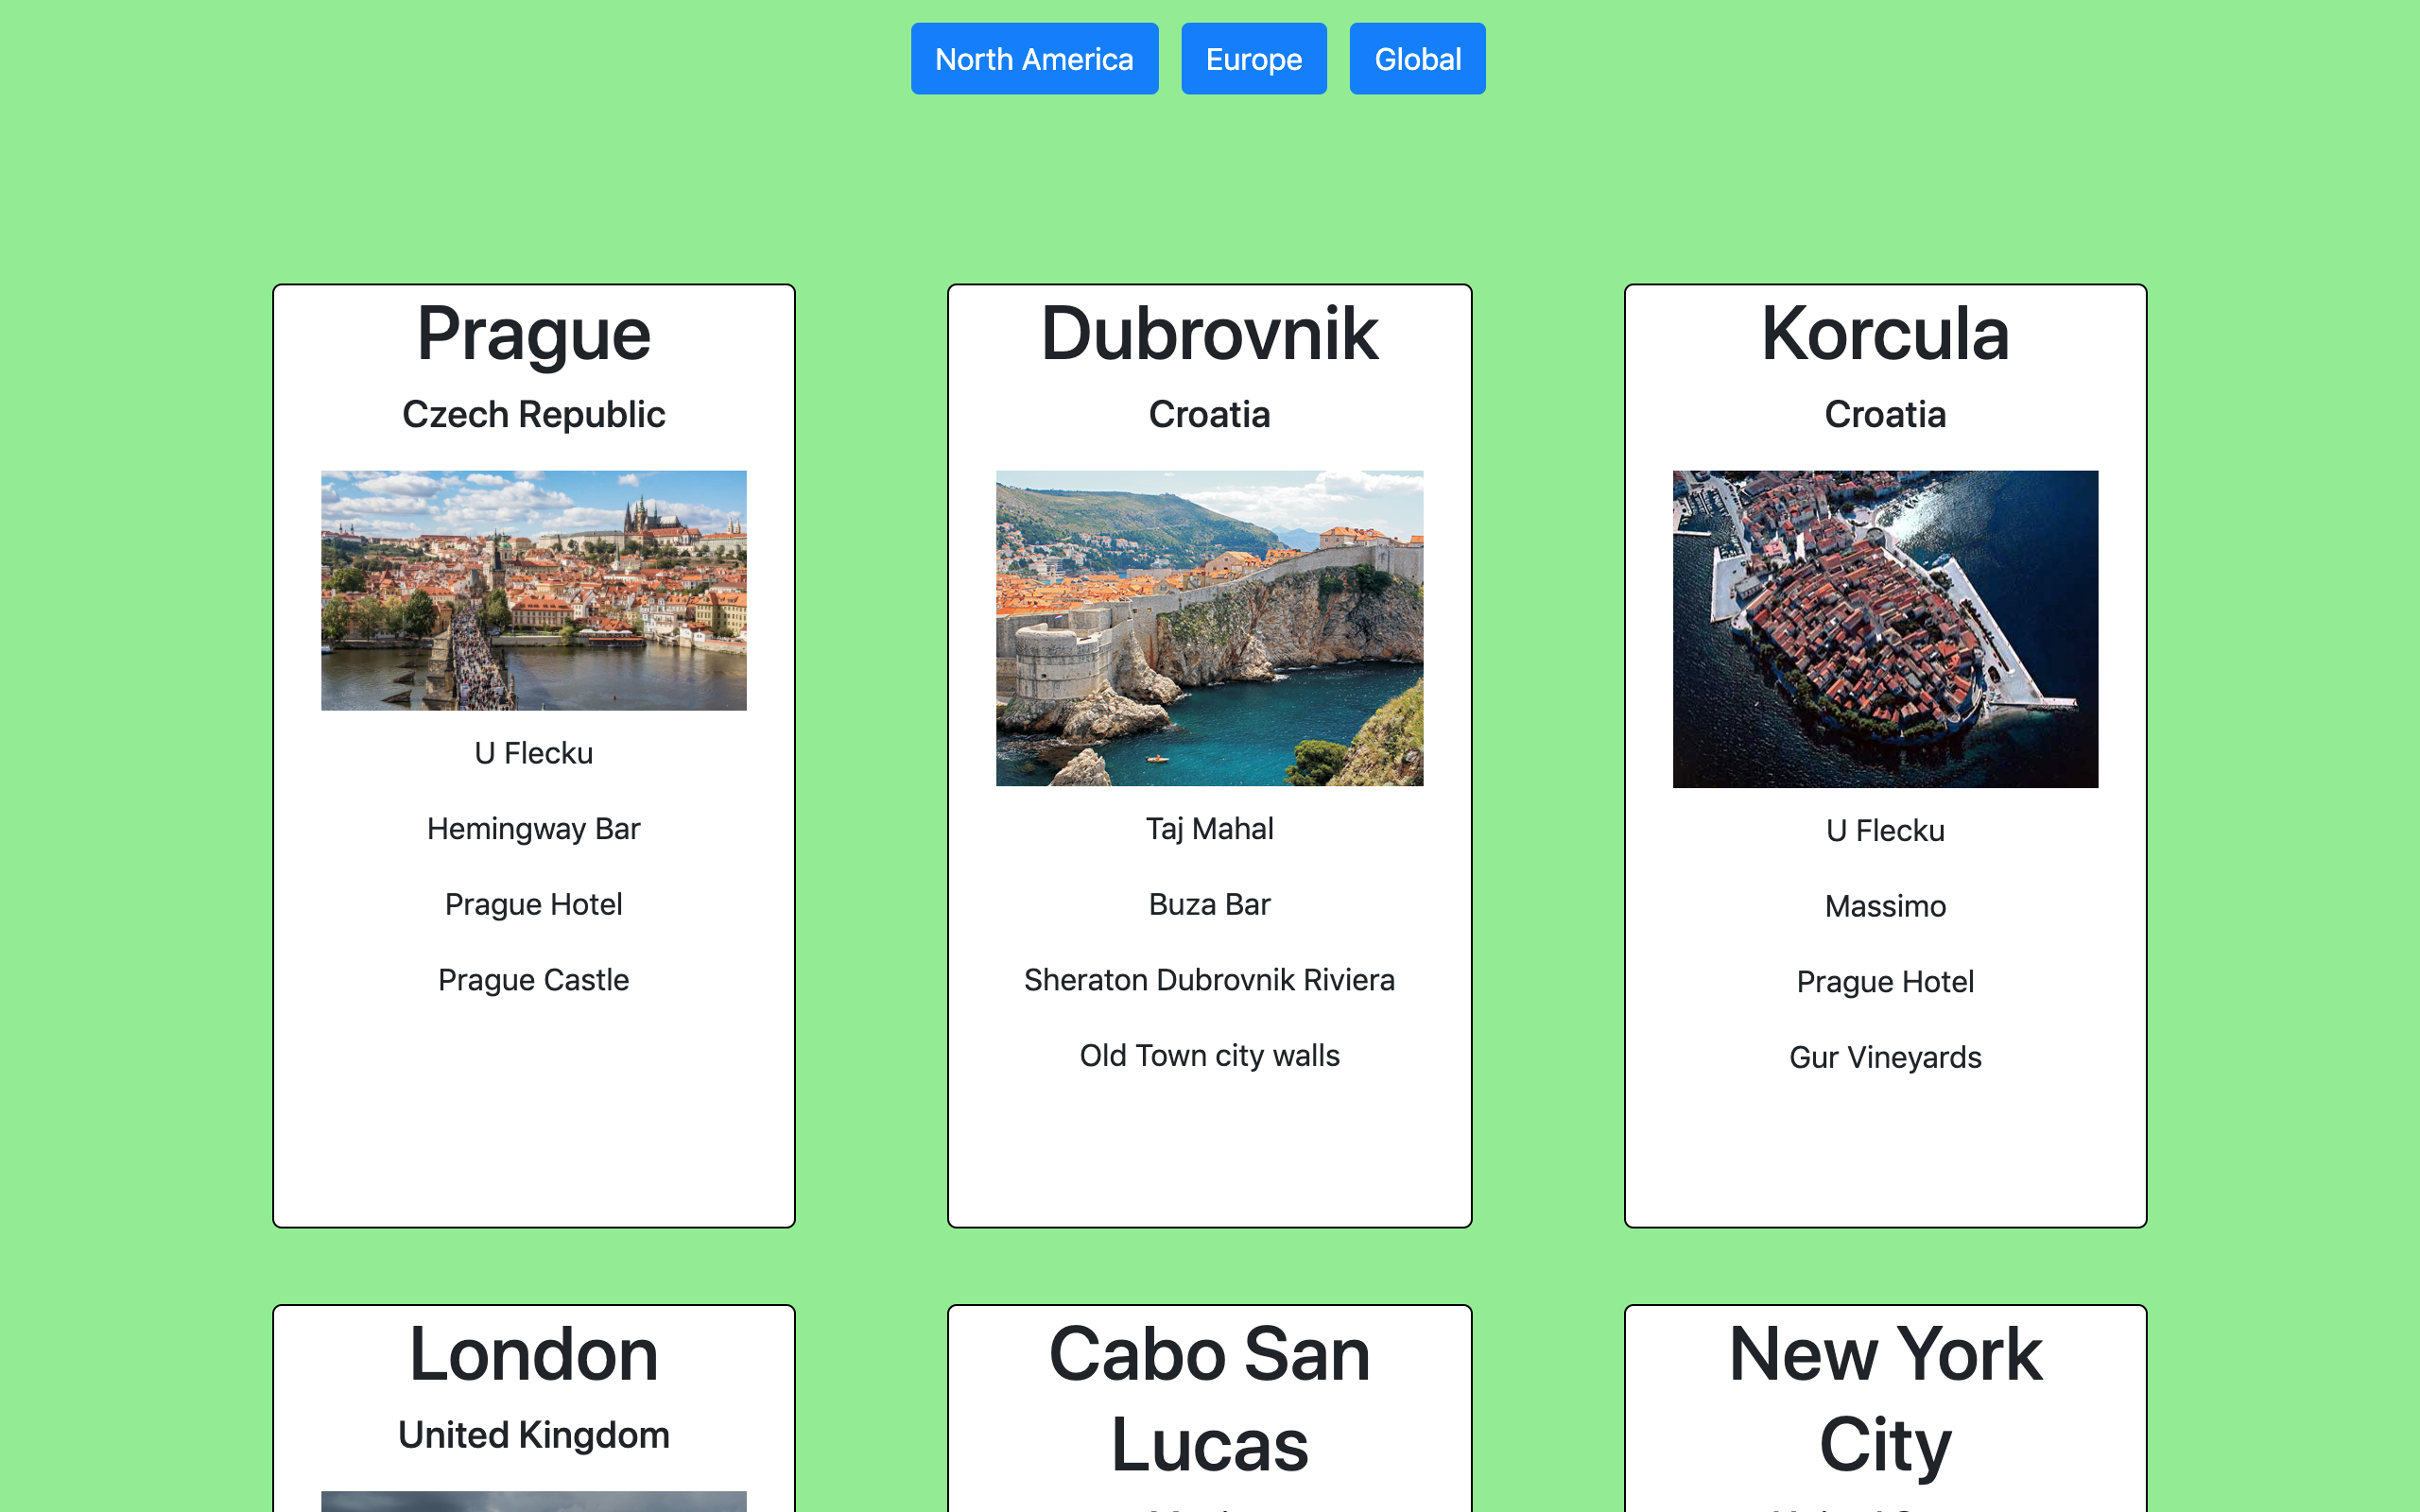 North America
Europe
Global
Prague
Czech Republic
U Flecku
Hemingway Bar
Prague Hotel
Prague Castle
Dubrovnik
Croatia
Taj Mahal
Buza Bar
Sheraton Dubrovnik Riviera
Old Town city walls
Korcula
Croatia
U Flecku
Massimo
Prague Hotel
Gur Vineyards
London
United Kingdom
Cabo San
Lucas
New York
City